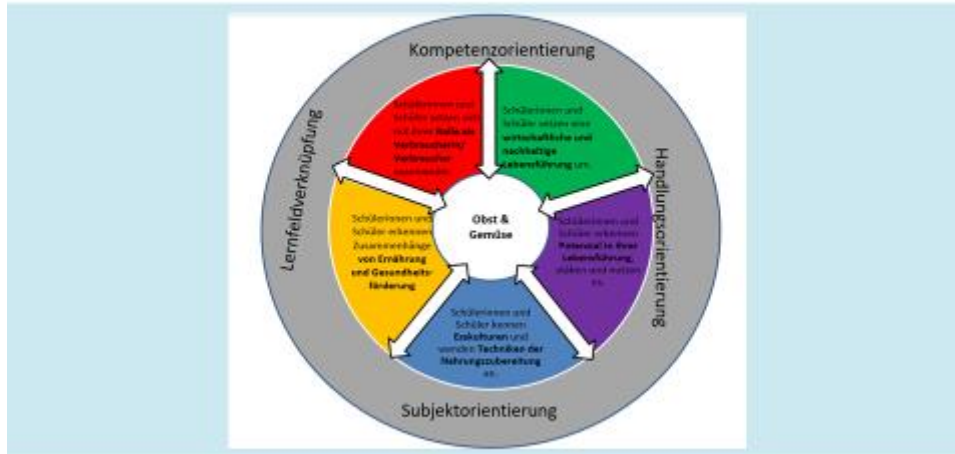 Kompetenzorientierung
Schülerinnen und
Schüler setzen sich
mit ihrer Rolle als
Verbraucherin/
Verbraucher
auseinander.
Schülerinnen und
Schüler setzen eine
wirtschaftliche und
nachhaltige
Lebensführung um.
Lernfeldverknüpfung
Handlungsorientierung
Obst &
Gemüse
Schülerinnen und
Schüler erkennen
Zusammenhänge
von Ernährung
und Gesundheits-
förderung
Schülerinnen und
Schüler erkennen
Potenzial in ihrer
Lebensführung,
stäken und nutzen
es.
Schülerinnen und
Schüler kennen
Esskulturen und
wenden Techniken der
Nahrungszubereitung
an.
Subjektorientierung